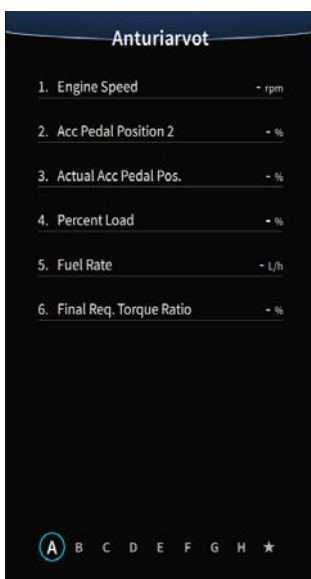 Anturiarvot
1. Engine Speed - rpm
2. Acc Pedal Position 2 - %
3. Actual Acc Pedal Pos. - %
4. Percent Load - %
5. Fuel Rate - L/h
6. Final Req. Torque Ratio - %
A B C D E F G H ★